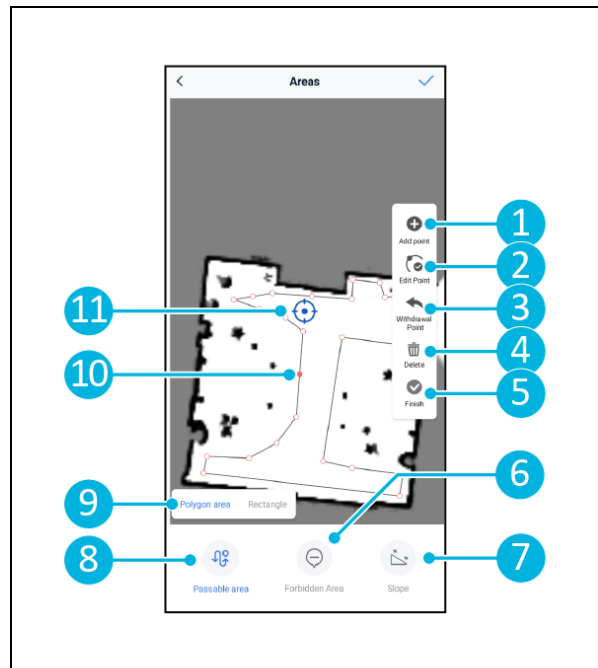 Areas
Add point
1
Edit Point
2
Withdrawal
Point
3
Delete
4
Finish
5
11
10
6
9
Polygon area
Rectangle
8
7
Passable area
Forbidden Area
Slope